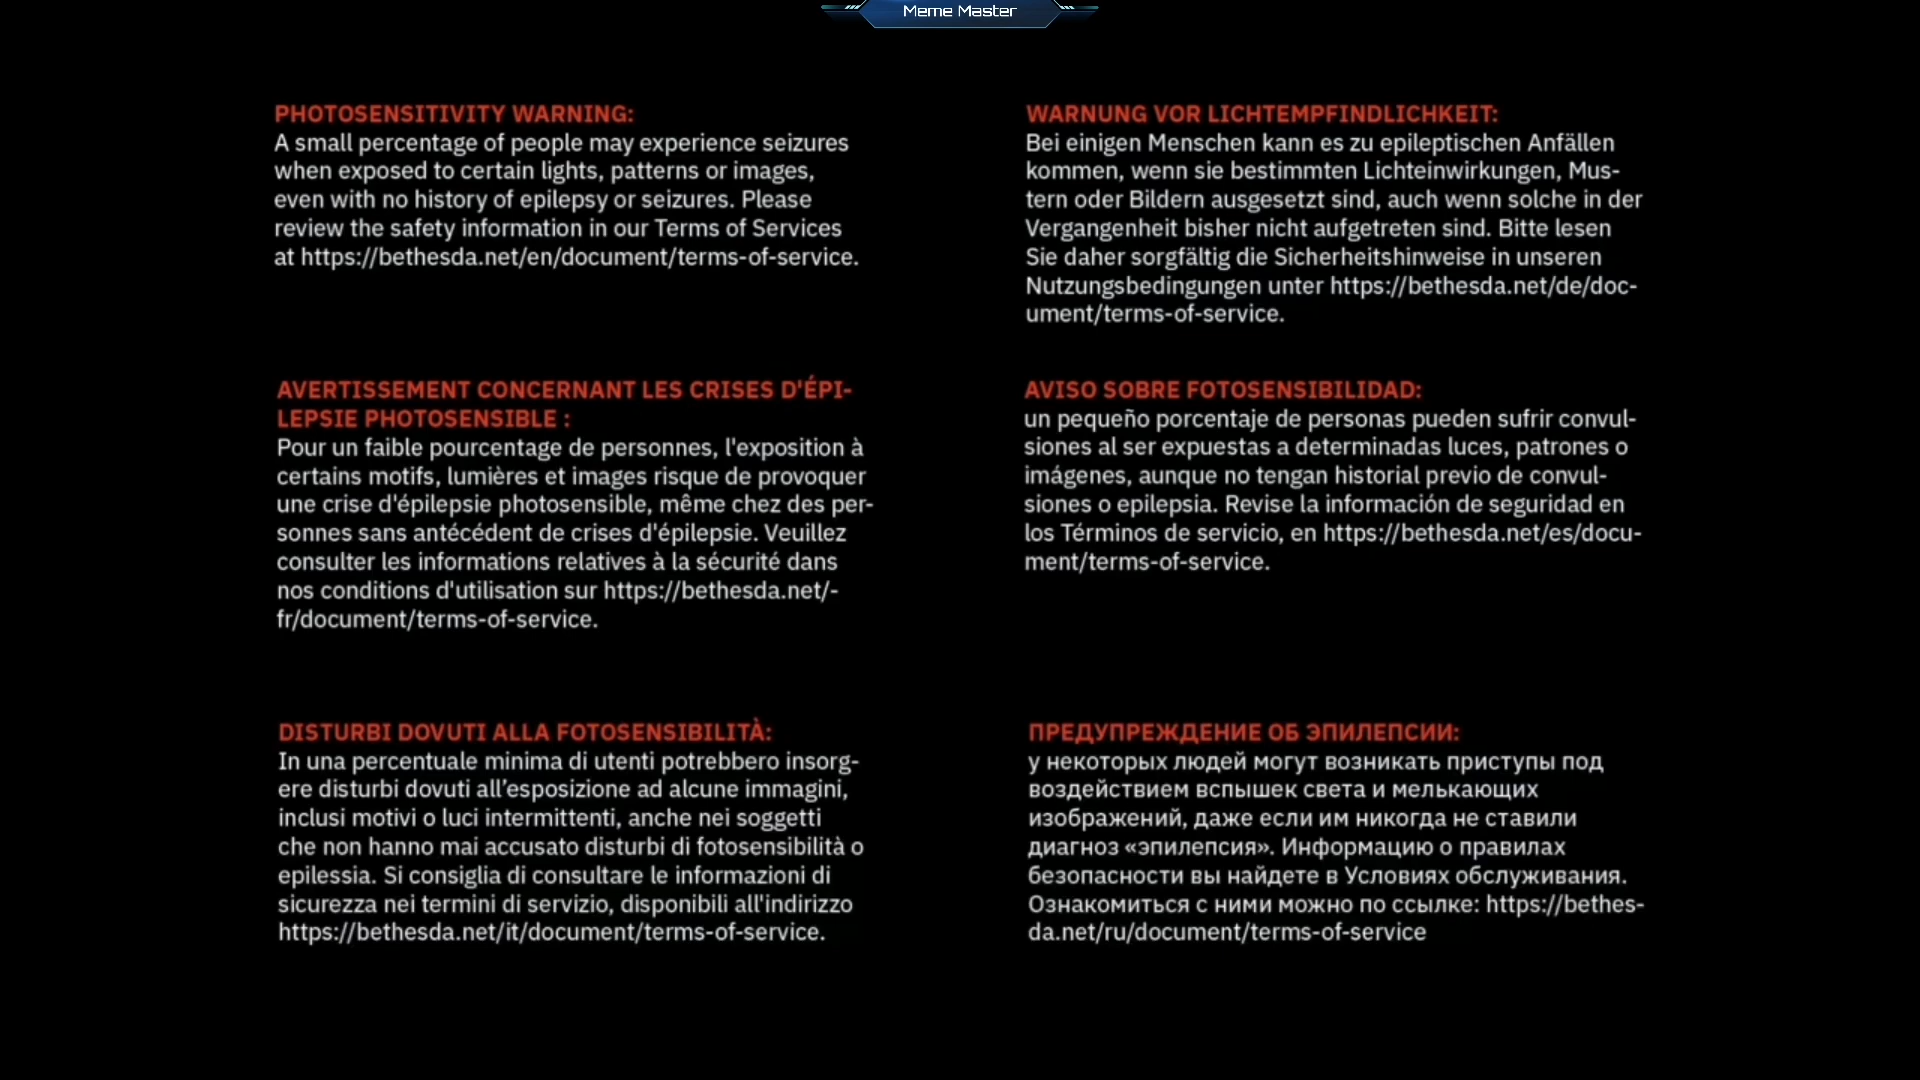 Meme Master
PHOTOSENSITIVITY WARNING:
A small percentage of people may experience seizures
when exposed to certain lights, patterns or images,
even with no history of epilepsy or seizures. Please
review the safety information in our Terms of Services
at https://bethesda.net/en/document/terms-of-service.
WARNUNG VOR LICHTEMPFINDLICHKEIT:
Bei einigen Menschen kann es zu epileptischen Anfällen
kommen, wenn sie bestimmten Lichteinwirkungen, Mus-
tern oder Bildern ausgesetzt sind, auch wenn solche in der
Vergangenheit bisher nicht aufgetreten sind. Bitte lesen
Sie daher sorgfältig die Sicherheitshinweise in unseren
Nutzungsbedingungen unter https://bethesda.net/de/doc-
ument/terms-of-service.
AVERTISSEMENT CONCERNANT LES CRISES D'ÉPI-
LEPSIE PHOTOSENSIBLE :
Pour un faible pourcentage de personnes, l'exposition à
certains motifs, lumières et images risque de provoquer
une crise d'épilepsie photosensible, même chez des per-
sonnes sans antécédent de crises d'épilepsie. Veuillez
consulter les informations relatives à la sécurité dans
nos conditions d'utilisation sur https://bethesda.net/-
fr/document/terms-of-service.
AVISO SOBRE FOTOSENSIBILIDAD:
un pequeño porcentaje de personas pueden sufrir convul-
siones al ser expuestas a determinadas luces, patrones o
imágenes, aunque no tengan historial previo de convul-
siones o epilepsia. Revise la información de seguridad en
los Términos de servicio, en https://bethesda.net/es/docu-
ment/terms-of-service.
DISTURBI DOVUTI ALLA FOTOSENSIBILITÀ:
In una percentuale minima di utenti potrebbero insorg-
ere disturbi dovuti all’esposizione ad alcune immagini,
inclusi motivi o luci intermittenti, anche nei soggetti
che non hanno mai accusato disturbi di fotosensibilità o
epilessia. Si consiglia di consultare le informazioni di
sicurezza nei termini di servizio, disponibili all'indirizzo
https://bethesda.net/it/document/terms-of-service.
ПРЕДУПРЕЖДЕНИЕ ОБ ЭПИЛЕПСИИ:
у некоторых людей могут возникать приступы под
воздействием вспышек света и мелькающих
изображений, даже если им никогда не ставили
диагноз «эпилепсия». Информацию о правилах
безопасности вы найдете в Условиях обслуживания.
Ознакомиться с ними можно по ссылке: https://bethes-
da.net/ru/document/terms-of-service